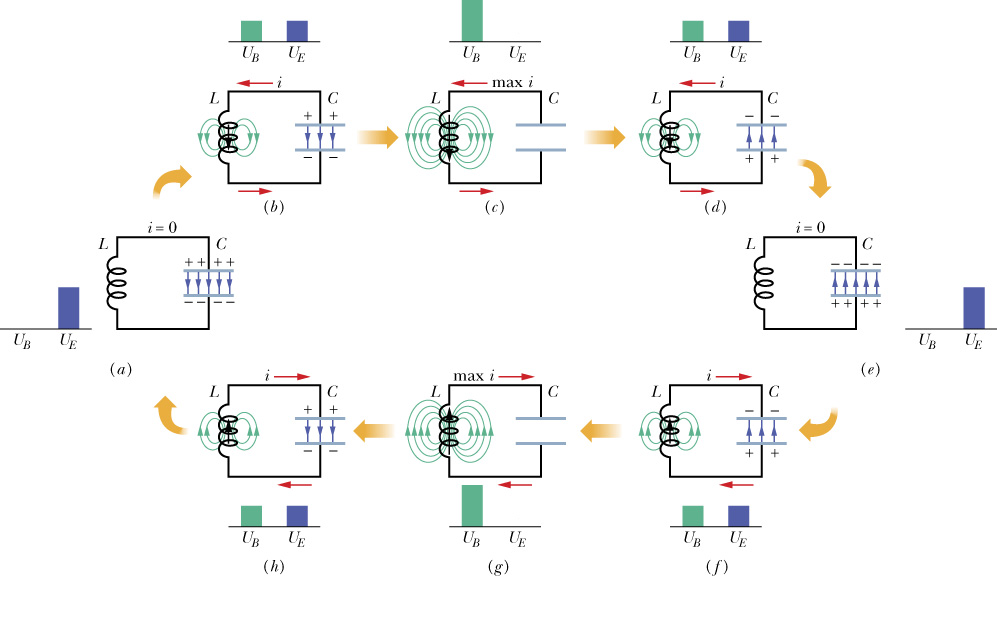 U_B U_E U_B U_E U_B U_E
i max i i
L C L C L C
+ + − −
− − + +
(b) (c) (d)
i = 0 i = 0
L C L C
+ + + + − − − −
− − − − + + + +
U_B U_E U_B U_E
(a) (e)
i max i i
L C L C L C
+ + − −
− − + +
U_B U_E U_B U_E U_B U_E
(h) (g) (f)